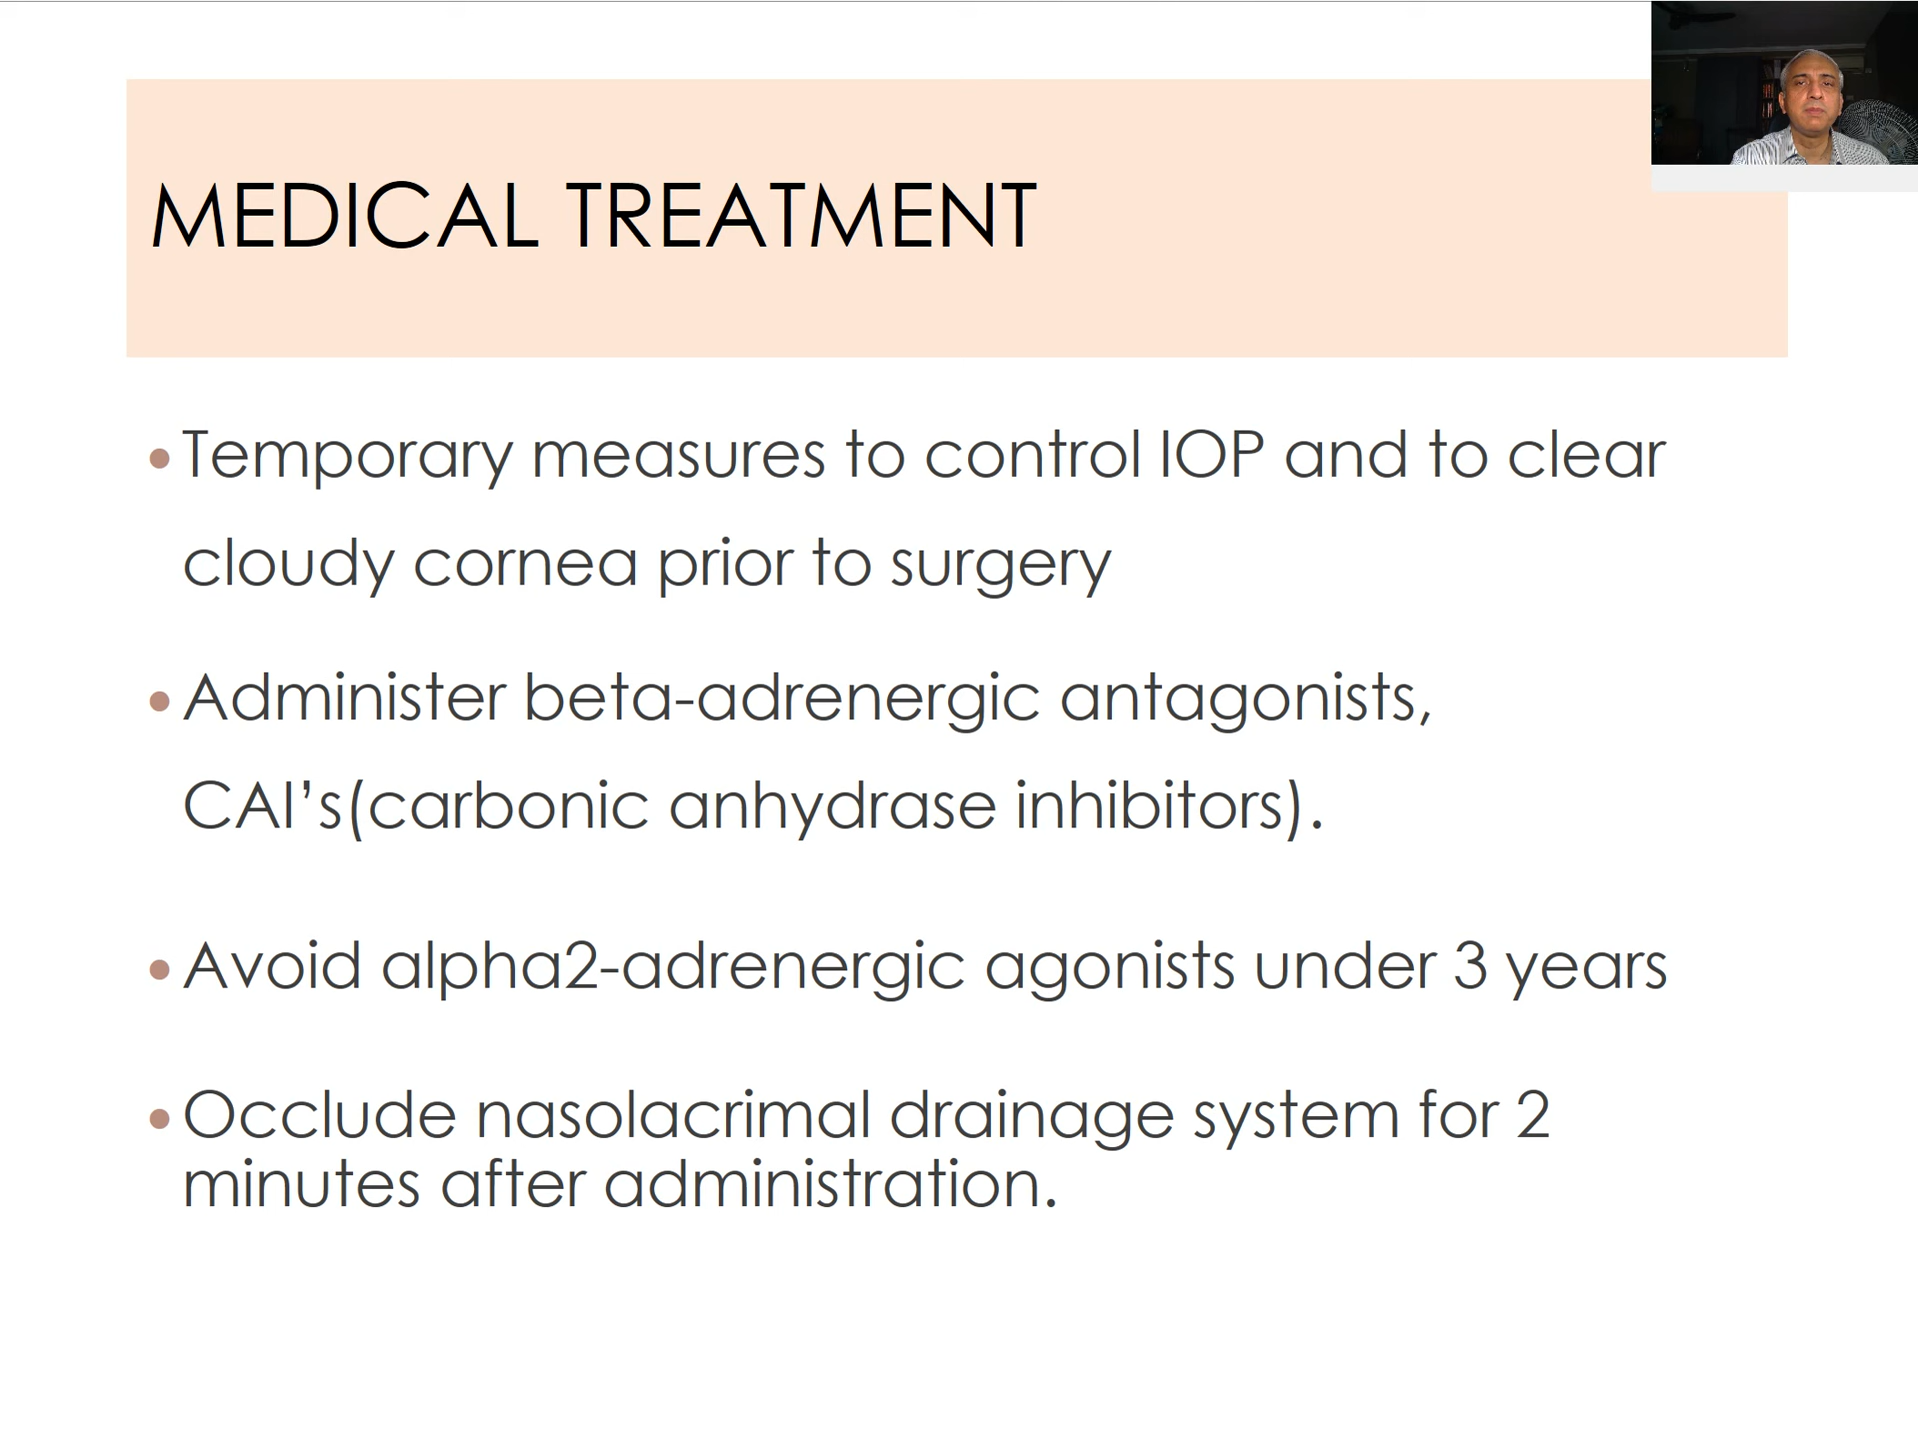 MEDICAL TREATMENT
• Temporary measures to control IOP and to clear
cloudy cornea prior to surgery
• Administer beta-adrenergic antagonists,
CAI’s(carbonic anhydrase inhibitors).
• Avoid alpha2-adrenergic agonists under 3 years
• Occlude nasolacrimal drainage system for 2
minutes after administration.